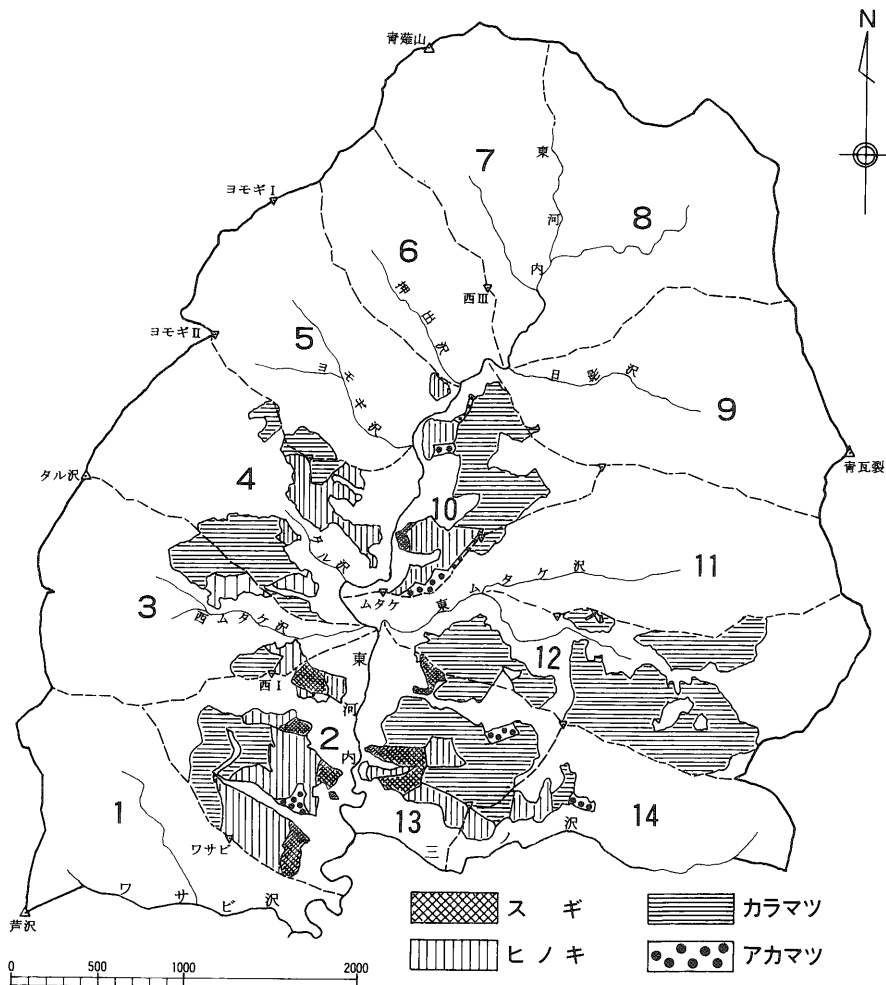 N
青薙山
7
東
河
内
8
ヨモギⅠ
6
押
出
沢
西Ⅲ
ヨモギⅡ
5
ヨ
モ
ギ
沢
日
影
沢
9
青瓦裂
タル沢
4
タ
ル
沢
10
11
ムタケ
東
ム
タ
ケ
沢
3
西ムタケ沢
12
西Ⅰ
東
河
内
2
1
ワサビ
13
三
沢
14
ワ
サ
ビ
沢
芦沢
スギ
カラマツ
ヒノキ
アカマツ
0 500 1000 2000